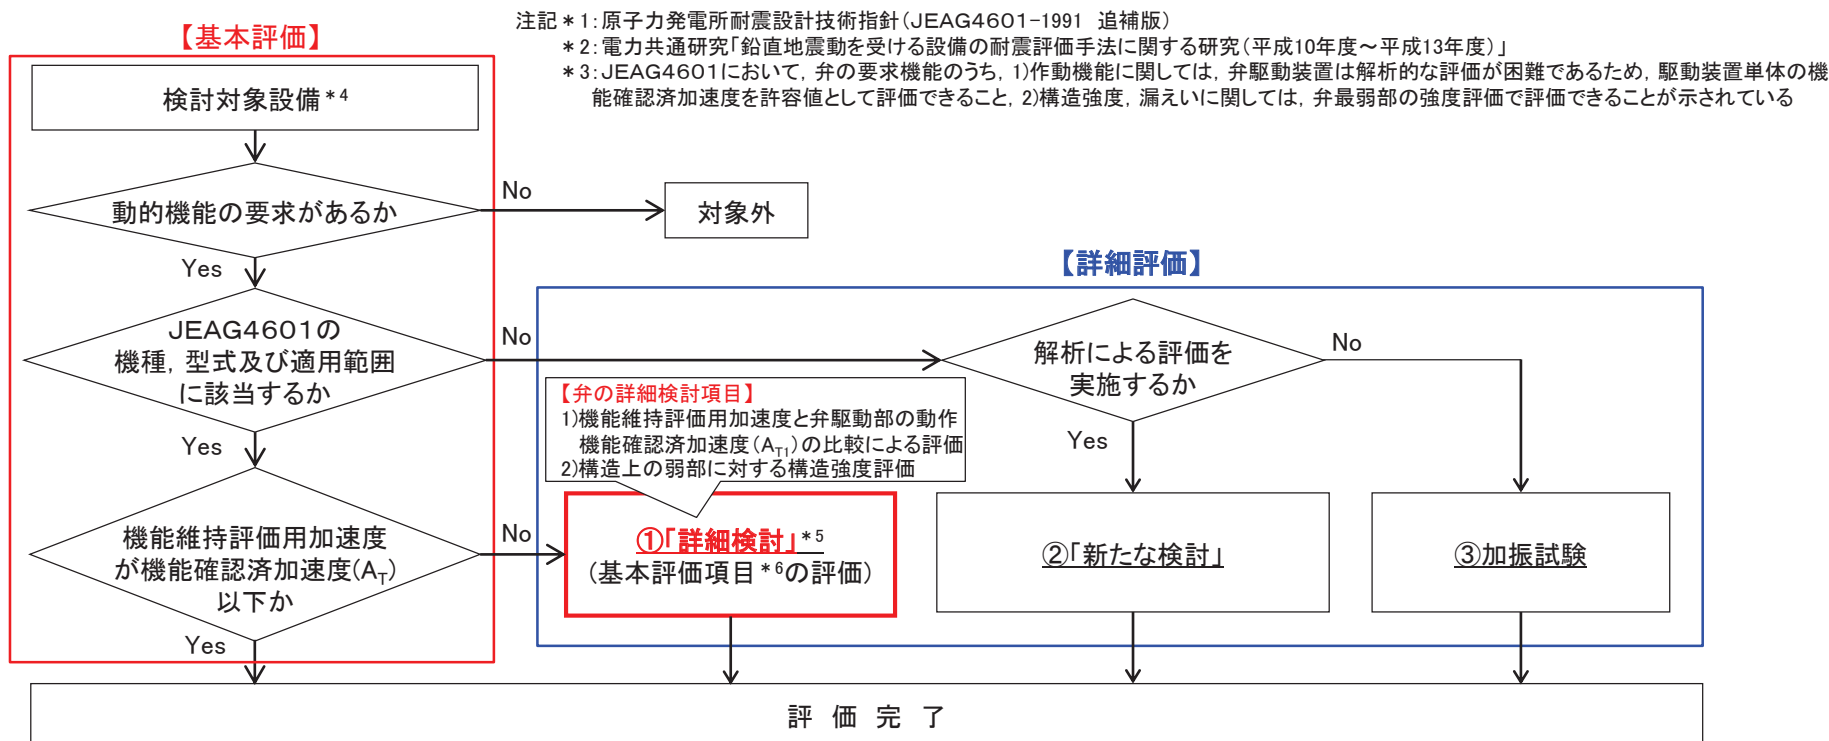 注記＊1：原子力発電所耐震設計技術指針（JEAG4601-1991 追補版）
＊2：電力共通研究「鉛直地震動を受ける設備の耐震評価手法に関する研究（平成10年度～平成13年度）」
＊3：JEAG4601において，弁の要求機能のうち，1)作動機能に関しては，弁駆動装置は解析的な評価が困難であるため，駆動装置単体の機
能確認済加速度を許容値として評価できること，2)構造強度，漏えいに関しては，弁最弱部の強度評価で評価できることが示されている
【基本評価】
検討対象設備＊4
動的機能の要求があるか
No
対象外
Yes
JEAG4601の
機種，型式及び適用範囲
に該当するか
No
Yes
機能維持評価用加速度
が機能確認済加速度(AT)
以下か
No
Yes
【詳細評価】
解析による評価を
実施するか
No
Yes
【弁の詳細検討項目】
1)機能維持評価用加速度と弁駆動部の動作
機能確認済加速度（AT1）の比較による評価
2)構造上の弱部に対する構造強度評価
①「詳細検討」＊5
（基本評価項目＊6の評価）
②「新たな検討」
③加振試験
評 価 完 了